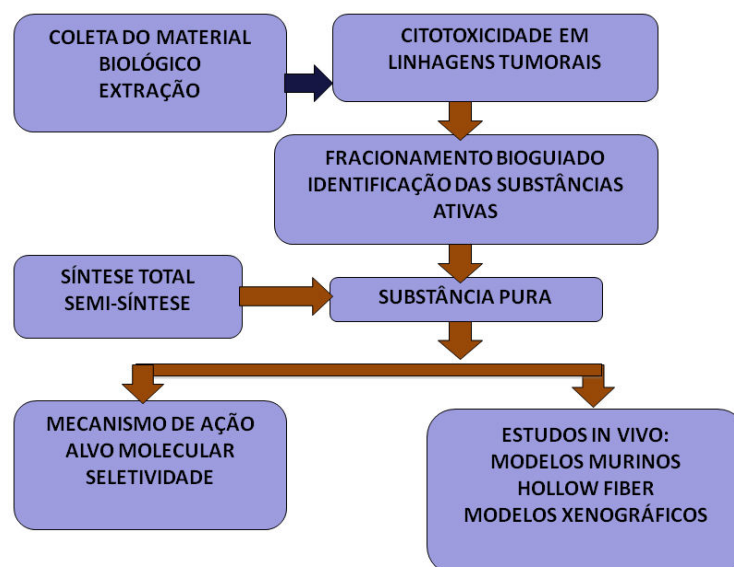 COLETA DO MATERIAL
BIOLÓGICO
EXTRAÇÃO
CITOTOXICIDADE EM
LINHAGENS TUMORAIS
FRACIONAMENTO BIOGUIADO
IDENTIFICAÇÃO DAS SUBSTÂNCIAS
ATIVAS
SÍNTESE TOTAL
SEMI-SÍNTESE
SUBSTÂNCIA PURA
MECANISMO DE AÇÃO
ALVO MOLECULAR
SELETIVIDADE
ESTUDOS IN VIVO:
MODELOS MURINOS
HOLLOW FIBER
MODELOS XENOGRÁFICOS